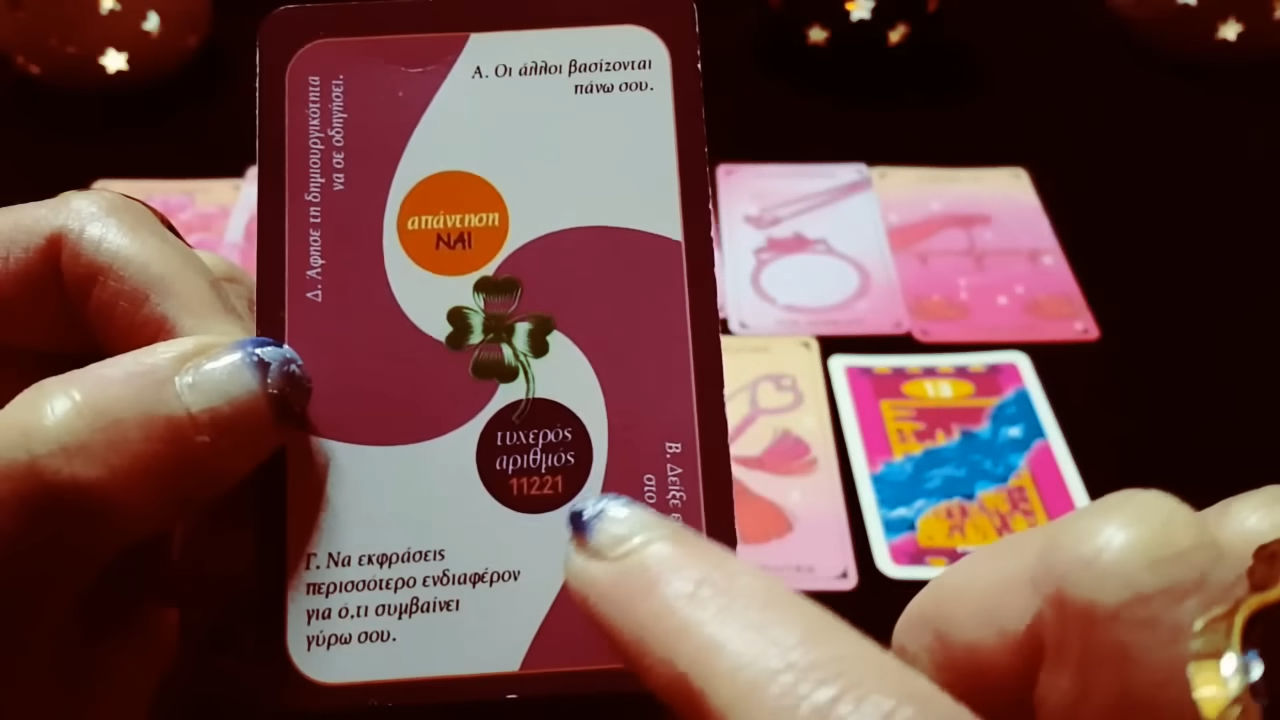 Α. Οι άλλοι βασίζονται
πάνω σου.
Δ. Άφησε τη δημιουργικότητα
να σε οδηγήσει.
απάντηση
ΝΑΙ
τυχερός
αριθμός
11221
Β. Δείξε
στο
Γ. Να εκφράσεις
περισσότερο ενδιαφέρον
για ό,τι συμβαίνει
γύρω σου.